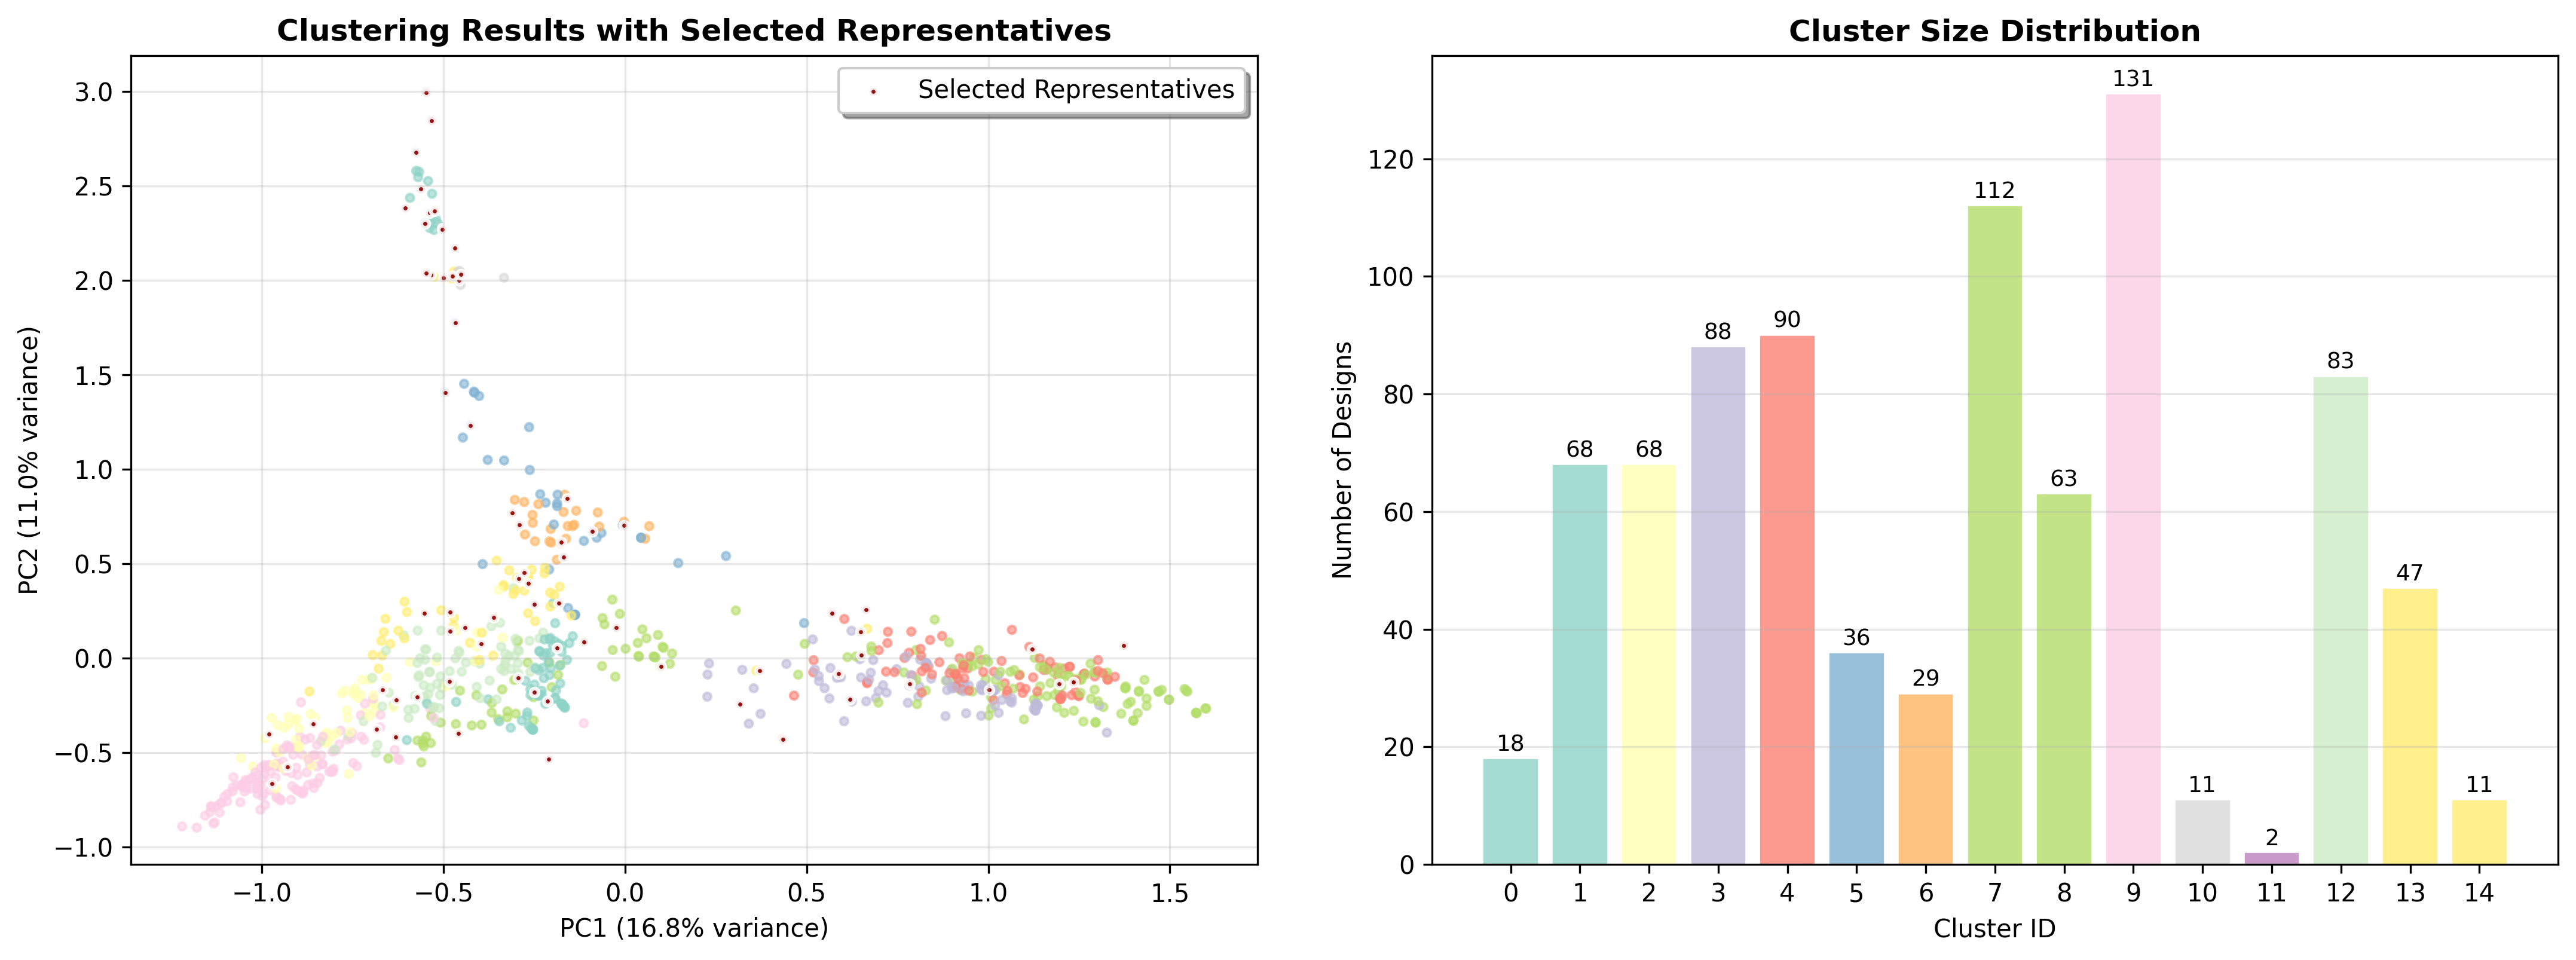 Clustering Results with Selected Representatives
Selected Representatives
3.0
2.5
2.0
1.5
1.0
0.5
0.0
−0.5
−1.0
PC2 (11.0% variance)
−1.0 −0.5 0.0 0.5 1.0 1.5
PC1 (16.8% variance)
Cluster Size Distribution
120
100
80
60
40
20
0
Number of Designs
18 68 68 88 90 36 29 112 63 131 11 2 83 47 11
0 1 2 3 4 5 6 7 8 9 10 11 12 13 14
Cluster ID